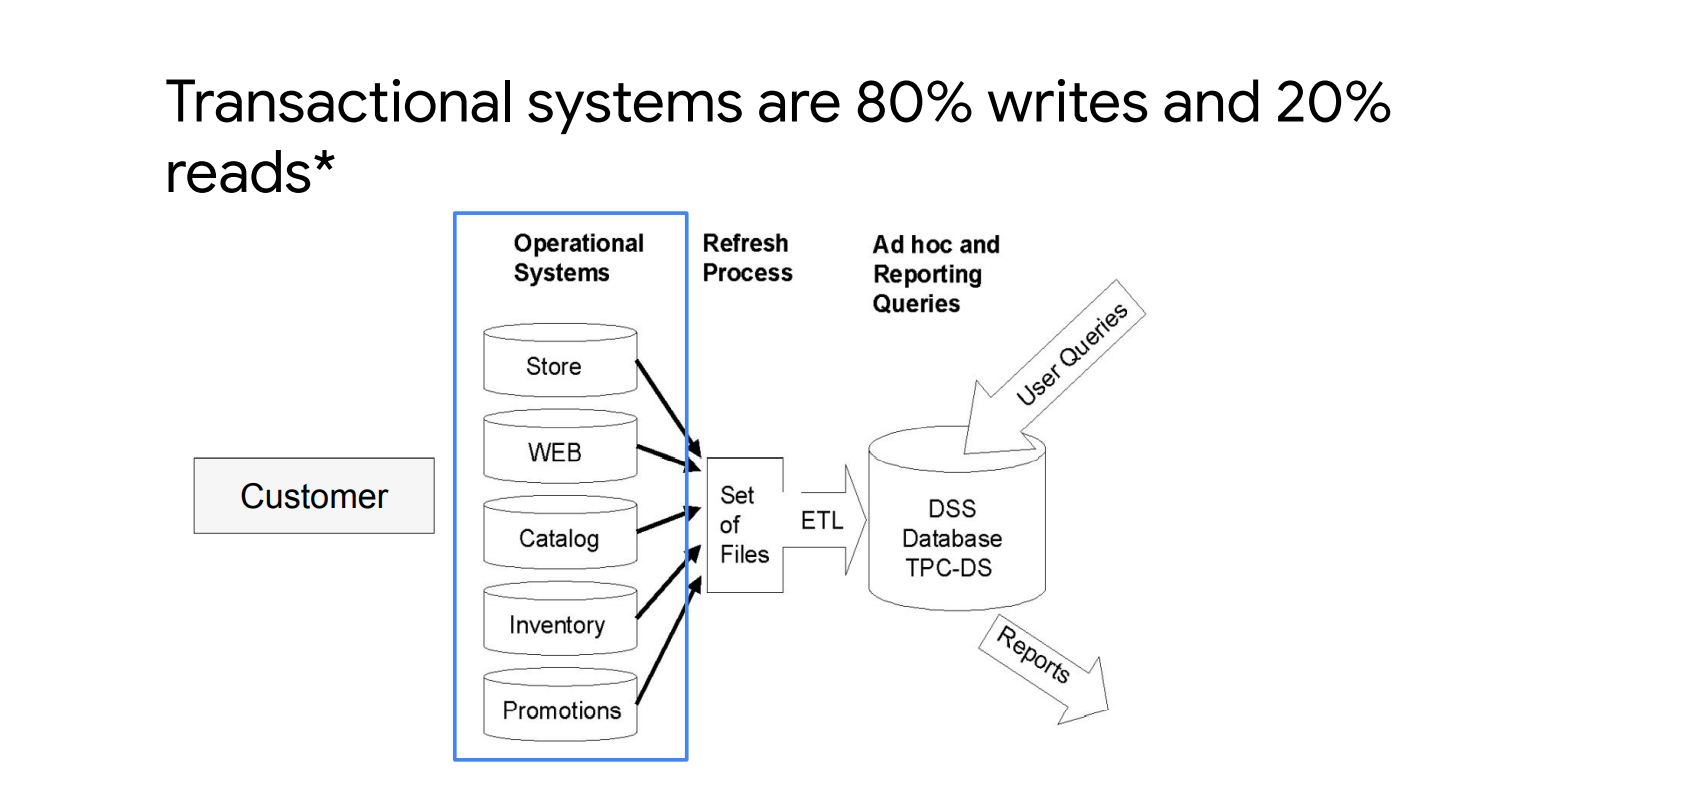 Transactional systems are 80% writes and 20%
reads*
Operational
Systems
Refresh
Process
Ad hoc and
Reporting
Queries
User Queries
Store
WEB
Catalog
Inventory
Promotions
Customer
Set
of
Files
ETL
DSS
Database
TPC-DS
Reports